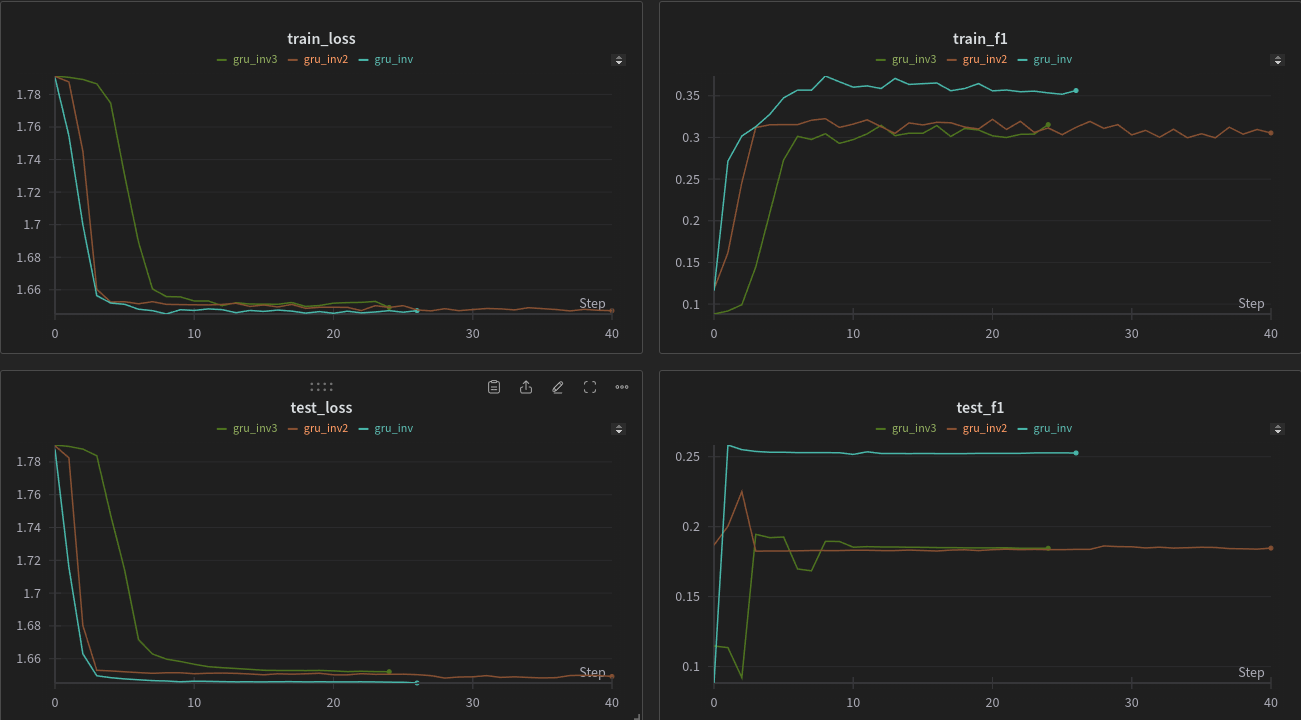 train_loss
gru_inv3 gru_inv2 gru_inv
1.78
1.76
1.74
1.72
1.7
1.68
1.66
Step
0 10 20 30 40
train_f1
gru_inv3 gru_inv2 gru_inv
0.35
0.3
0.25
0.2
0.15
0.1
Step
0 10 20 30 40
test_loss
gru_inv3 gru_inv2 gru_inv
1.78
1.76
1.74
1.72
1.7
1.68
1.66
Step
0 10 20 30 40
test_f1
gru_inv3 gru_inv2 gru_inv
0.25
0.2
0.15
0.1
Step
0 10 20 30 40